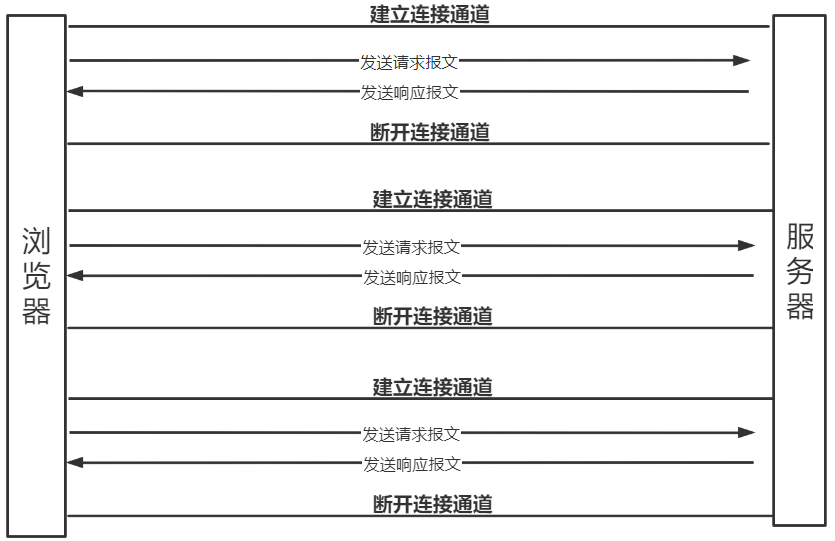 建立连接通道
发送请求报文
发送响应报文
断开连接通道
建立连接通道
发送请求报文
发送响应报文
断开连接通道
建立连接通道
发送请求报文
发送响应报文
断开连接通道
浏览器
服务器